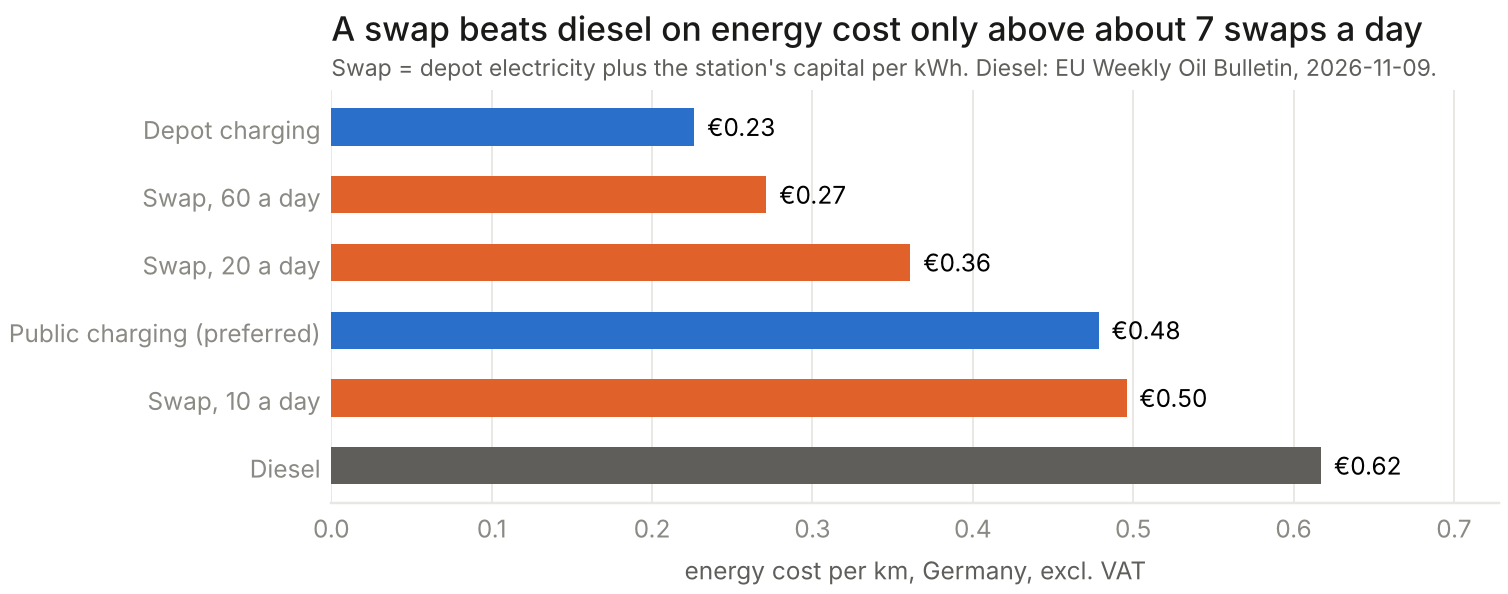 A swap beats diesel on energy cost only above about 7 swaps a day
Swap = depot electricity plus the station's capital per kWh. Diesel: EU Weekly Oil Bulletin, 2026-11-09.
Depot charging €0.23
Swap, 60 a day €0.27
Swap, 20 a day €0.36
Public charging (preferred) €0.48
Swap, 10 a day €0.50
Diesel €0.62
0.0 0.1 0.2 0.3 0.4 0.5 0.6 0.7
energy cost per km, Germany, excl. VAT